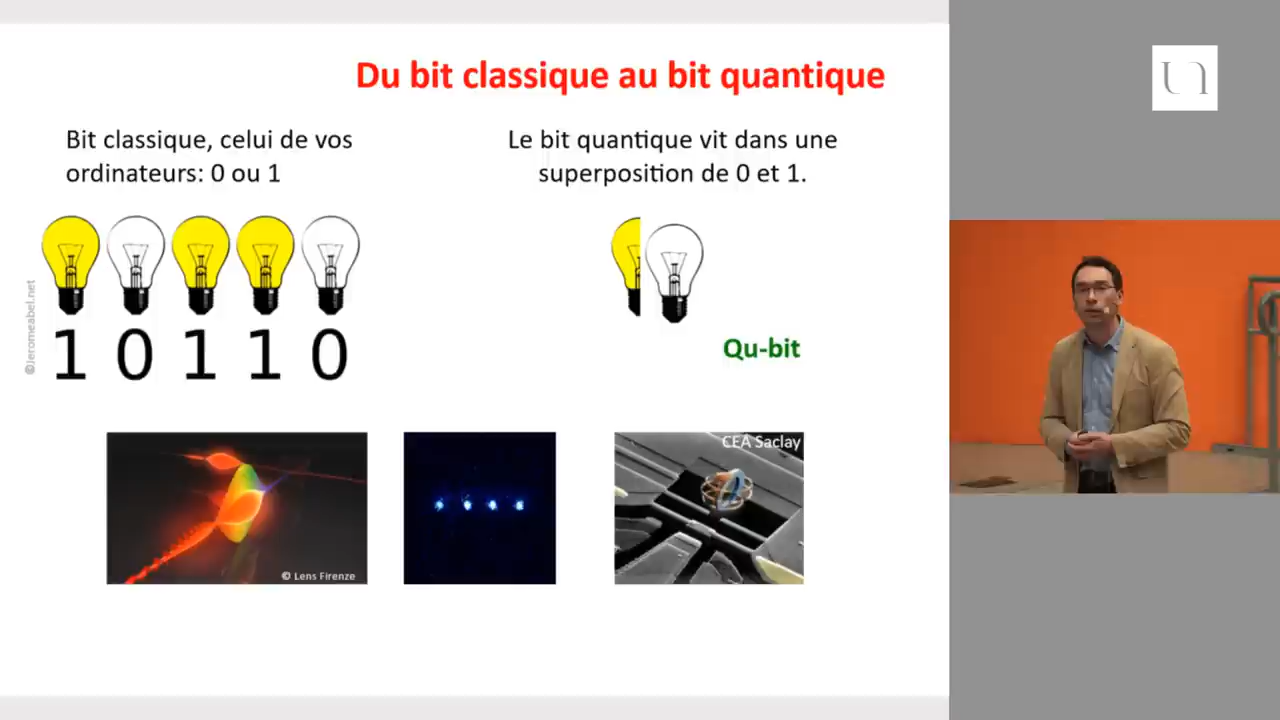 Du bit classique au bit quantique
Bit classique, celui de vos
ordinateurs: 0 ou 1
Le bit quantique vit dans une
superposition de 0 et 1.
©Jeromeabel.net
1 0 1 1 0
Qu-bit
© Lens Firenze
CEA Saclay